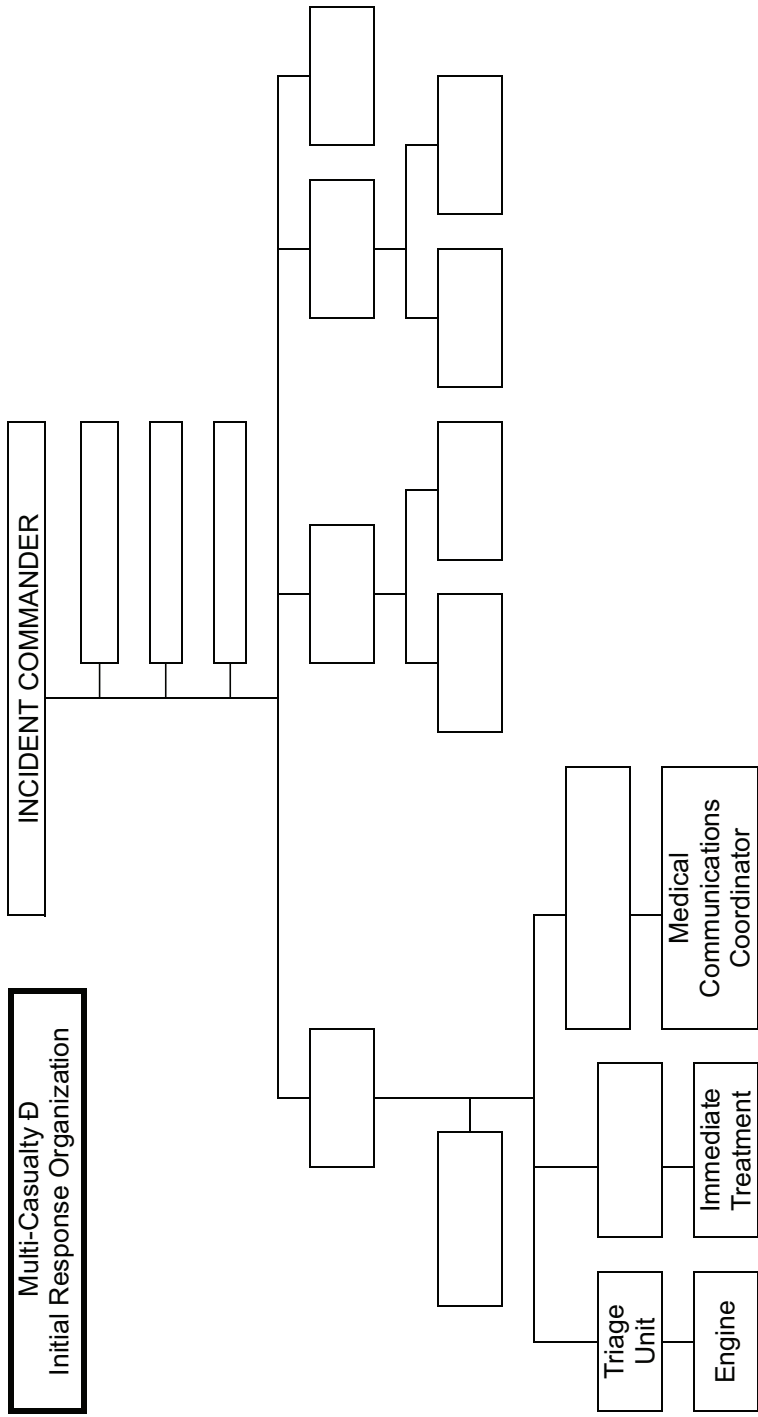 Multi-Casualty Ð
Initial Response Organization
INCIDENT COMMANDER
Triage
Unit
Engine
Immediate
Treatment
Medical
Communications
Coordinator